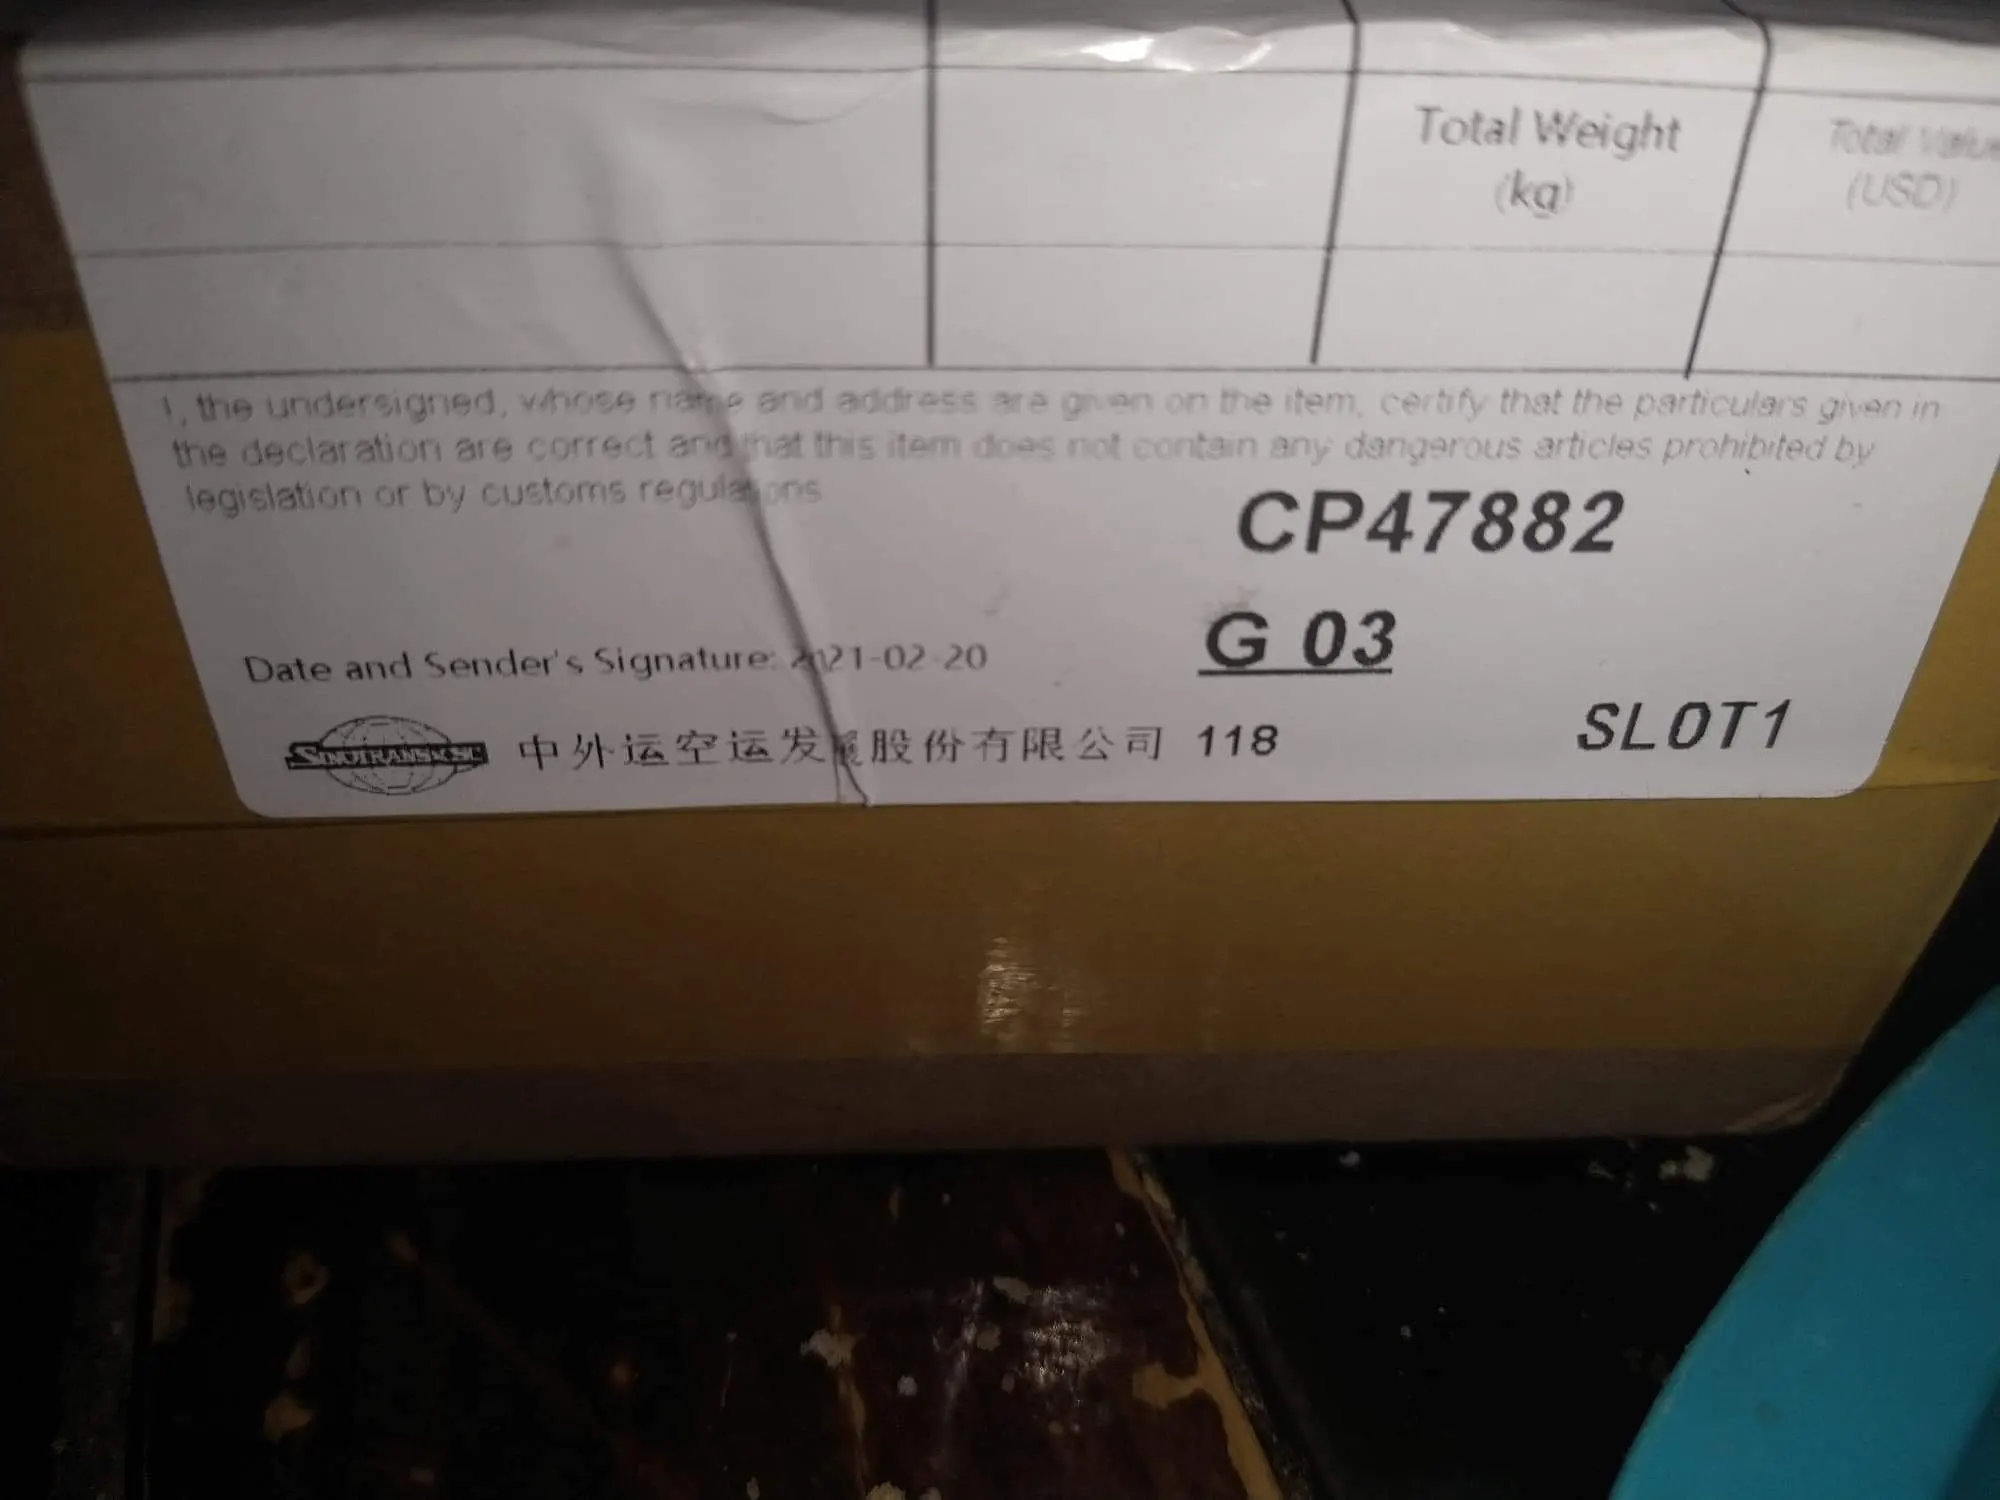 Total Weight
(kg)
Total Value
(USD)
I, the undersigned, whose name and address are given on the item, certify that the particulars given in
the declaration are correct and that this item does not contain any dangerous articles prohibited by
legislation or by customs regulations
CP47882
G 03
Date and Sender's Signature: 2021-02-20
SLOT1
中外运空运发展股份有限公司 118